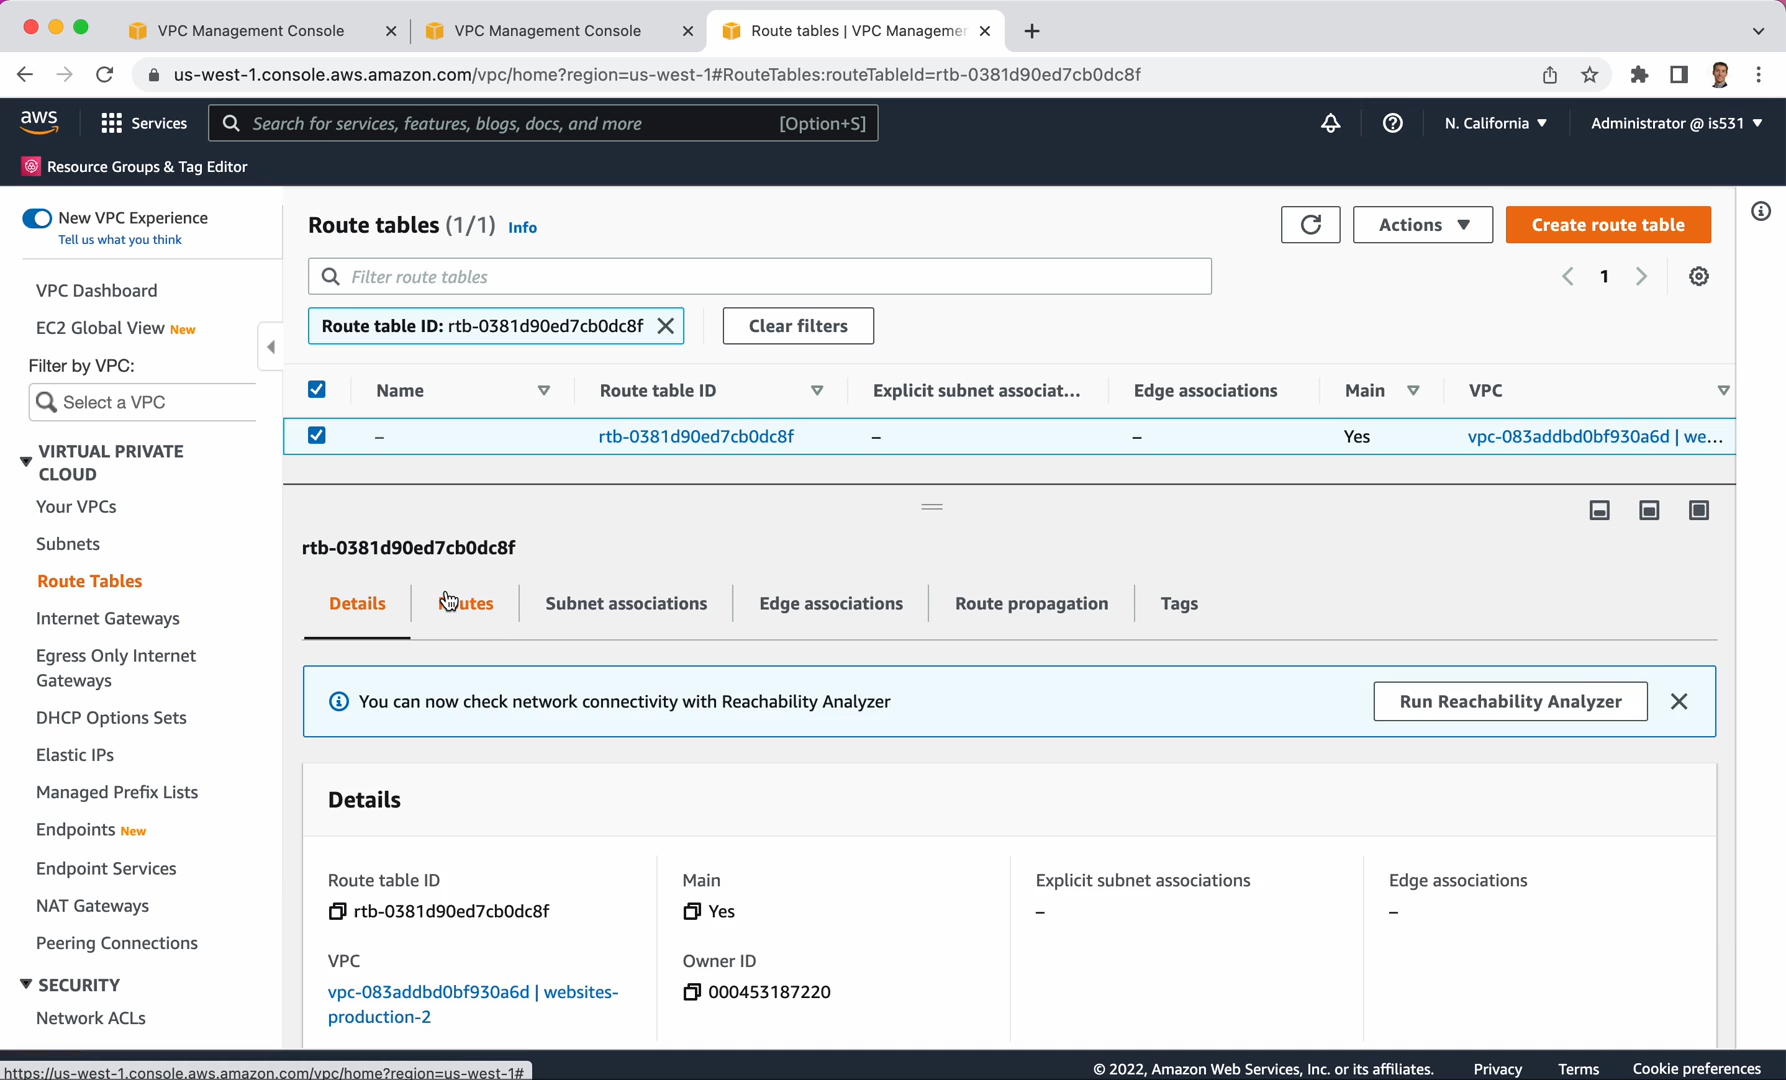 VPC Management Console
VPC Management Console
Route tables | VPC Managemen
us-west-1.console.aws.amazon.com/vpc/home?region=us-west-1#RouteTables:routeTableId=rtb-0381d90ed7cb0dc8f
aws
Services
Search for services, features, blogs, docs, and more
[Option+S]
N. California
Administrator @ is531
Resource Groups & Tag Editor
New VPC Experience
Tell us what you think
VPC Dashboard
EC2 Global View New
Filter by VPC:
Select a VPC
VIRTUAL PRIVATE
CLOUD
Your VPCs
Subnets
Route Tables
Internet Gateways
Egress Only Internet
Gateways
DHCP Options Sets
Elastic IPs
Managed Prefix Lists
Endpoints New
Endpoint Services
NAT Gateways
Peering Connections
SECURITY
Network ACLs
Route tables (1/1) Info
Actions
Create route table
Filter route tables
1
Route table ID: rtb-0381d90ed7cb0dc8f
Clear filters
Name
Route table ID
Explicit subnet associat...
Edge associations
Main
VPC
–
rtb-0381d90ed7cb0dc8f
–
–
Yes
vpc-083addbd0bf930a6d | we...
rtb-0381d90ed7cb0dc8f
Details
Routes
Subnet associations
Edge associations
Route propagation
Tags
You can now check network connectivity with Reachability Analyzer
Run Reachability Analyzer
Details
Route table ID
rtb-0381d90ed7cb0dc8f
Main
Yes
Explicit subnet associations
–
Edge associations
–
VPC
vpc-083addbd0bf930a6d | websites-
production-2
Owner ID
000453187220
https://us-west-1.console.aws.amazon.com/vpc/home?region=us-west-1#
© 2022, Amazon Web Services, Inc. or its affiliates.
Privacy
Terms
Cookie preferences